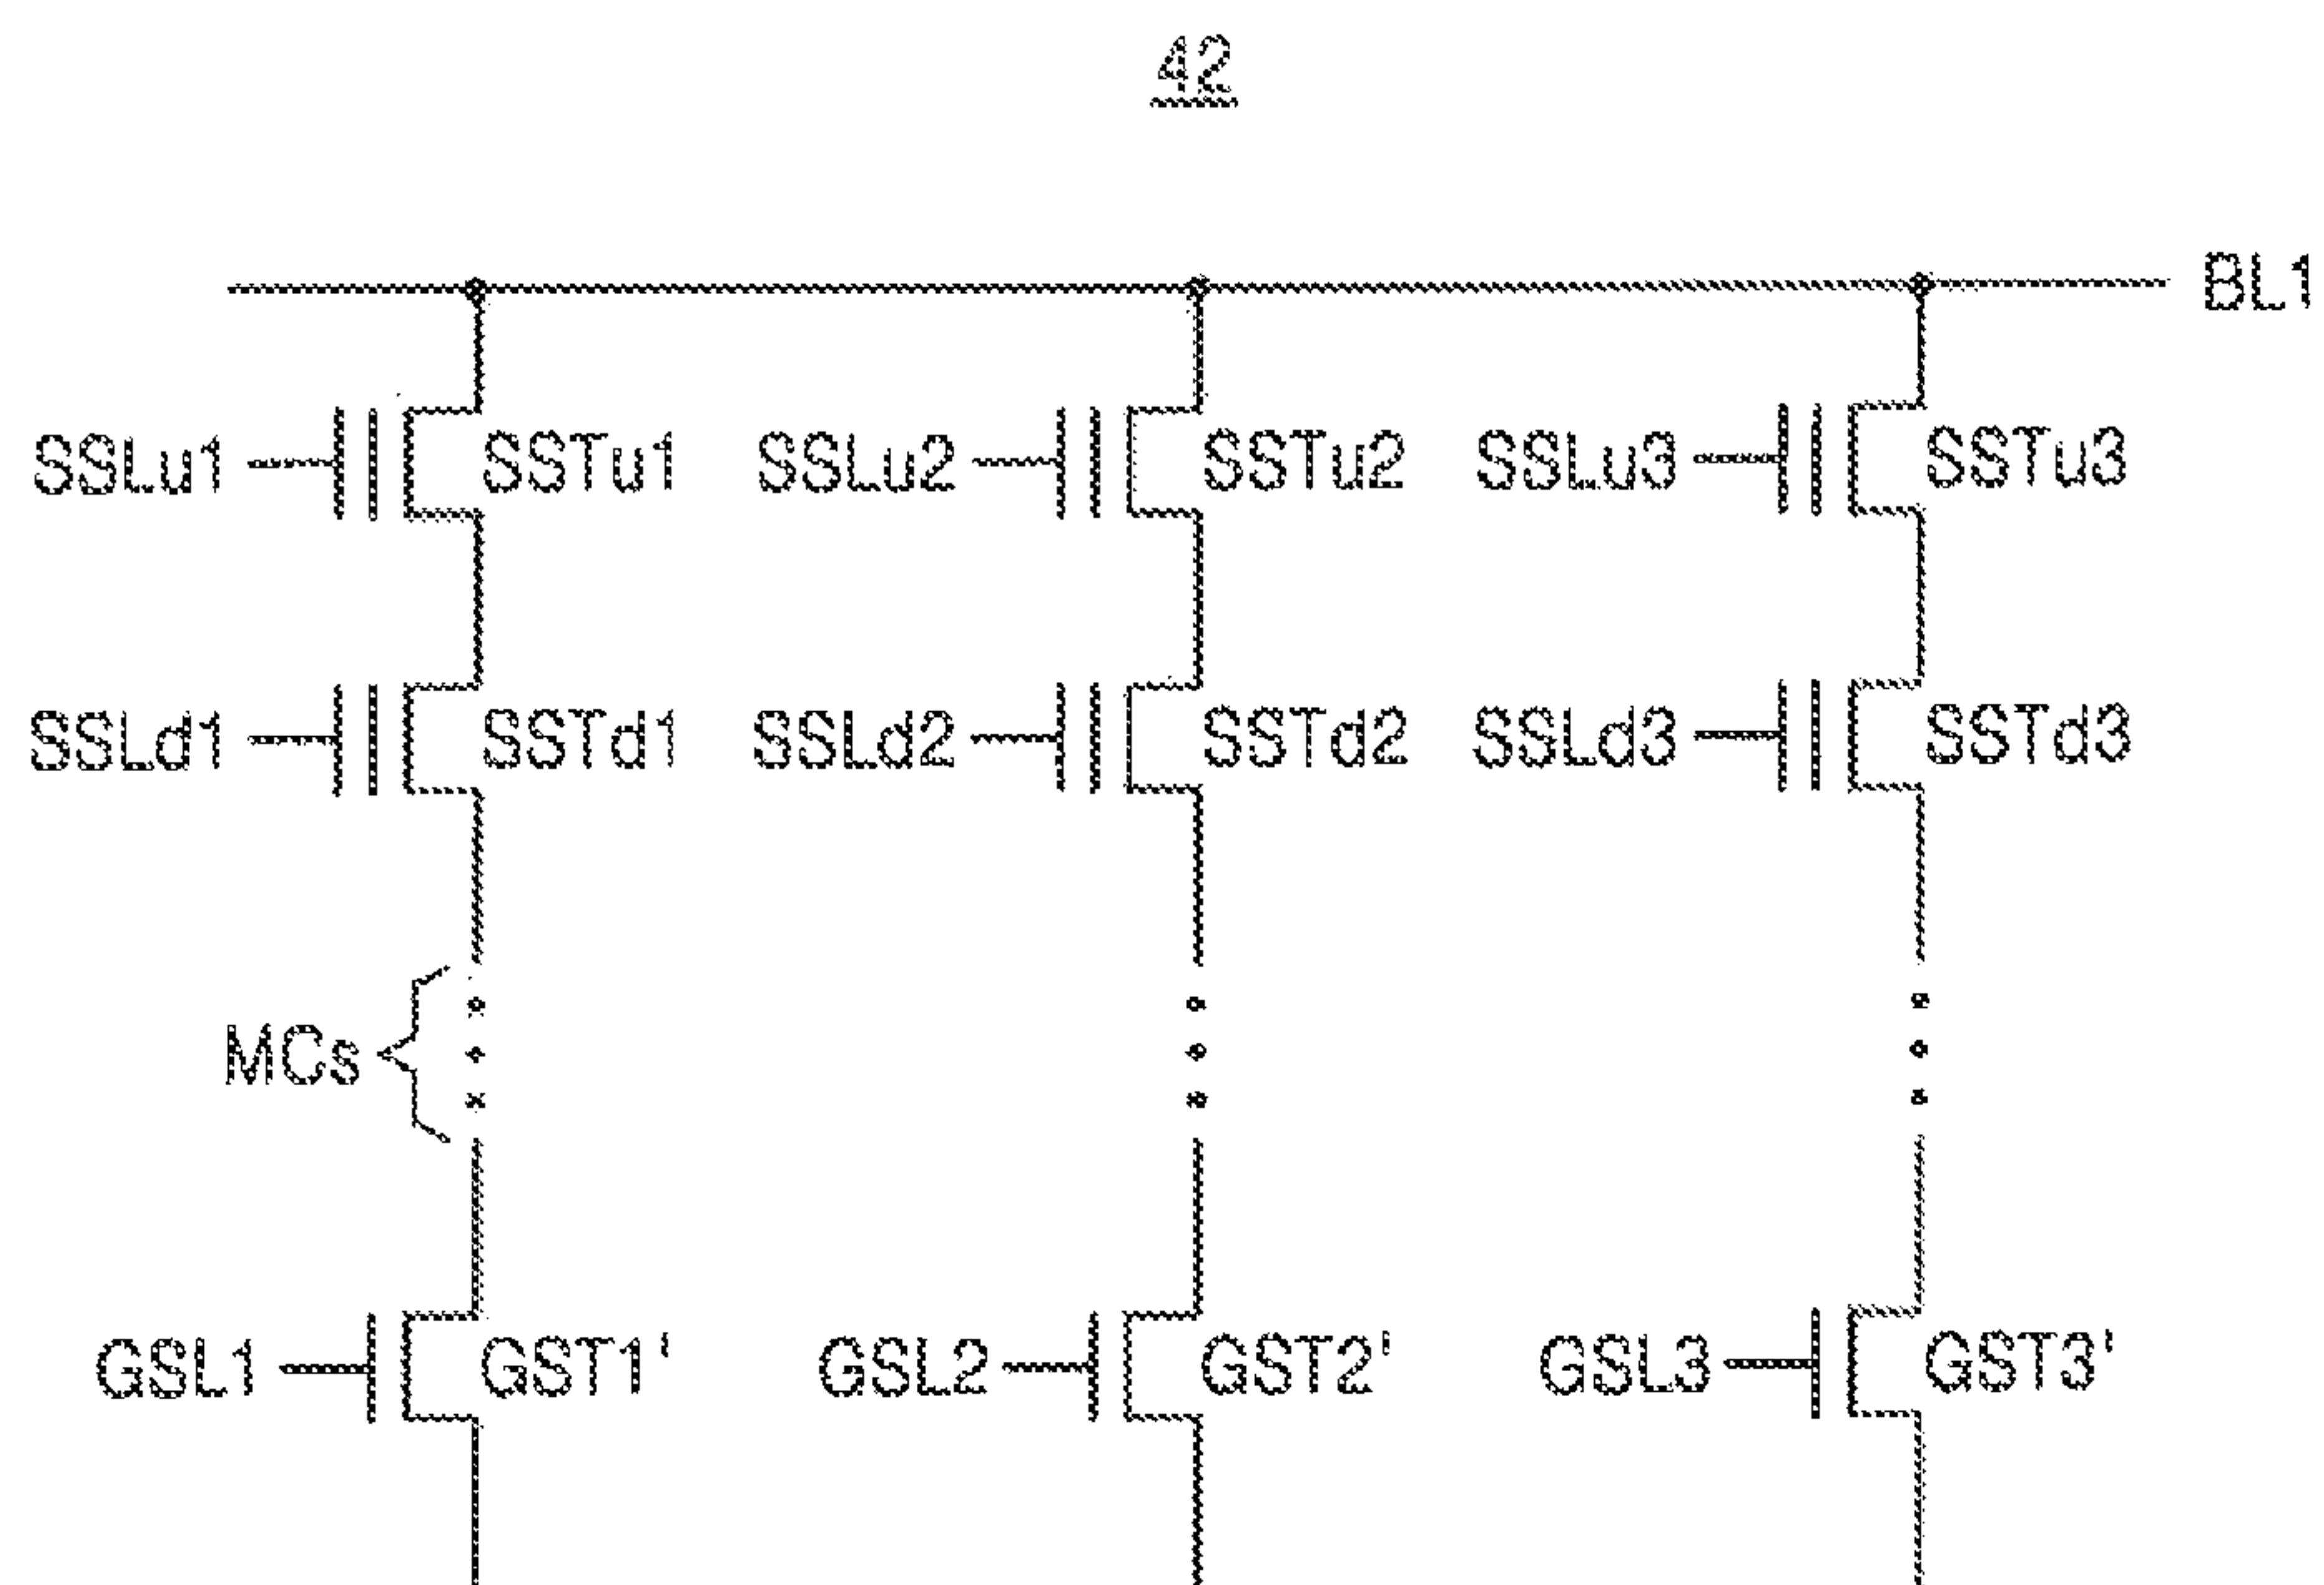 42
BL1
SSLu1 SSTu1 SSLu2 SSTu2 SSLu3 SSTu3
SSLd1 SSTd1 SSLd2 SSTd2 SSLd3 SSTd3
MCs
GSL1 GST1' GSL2 GST2' GSL3 GST3'